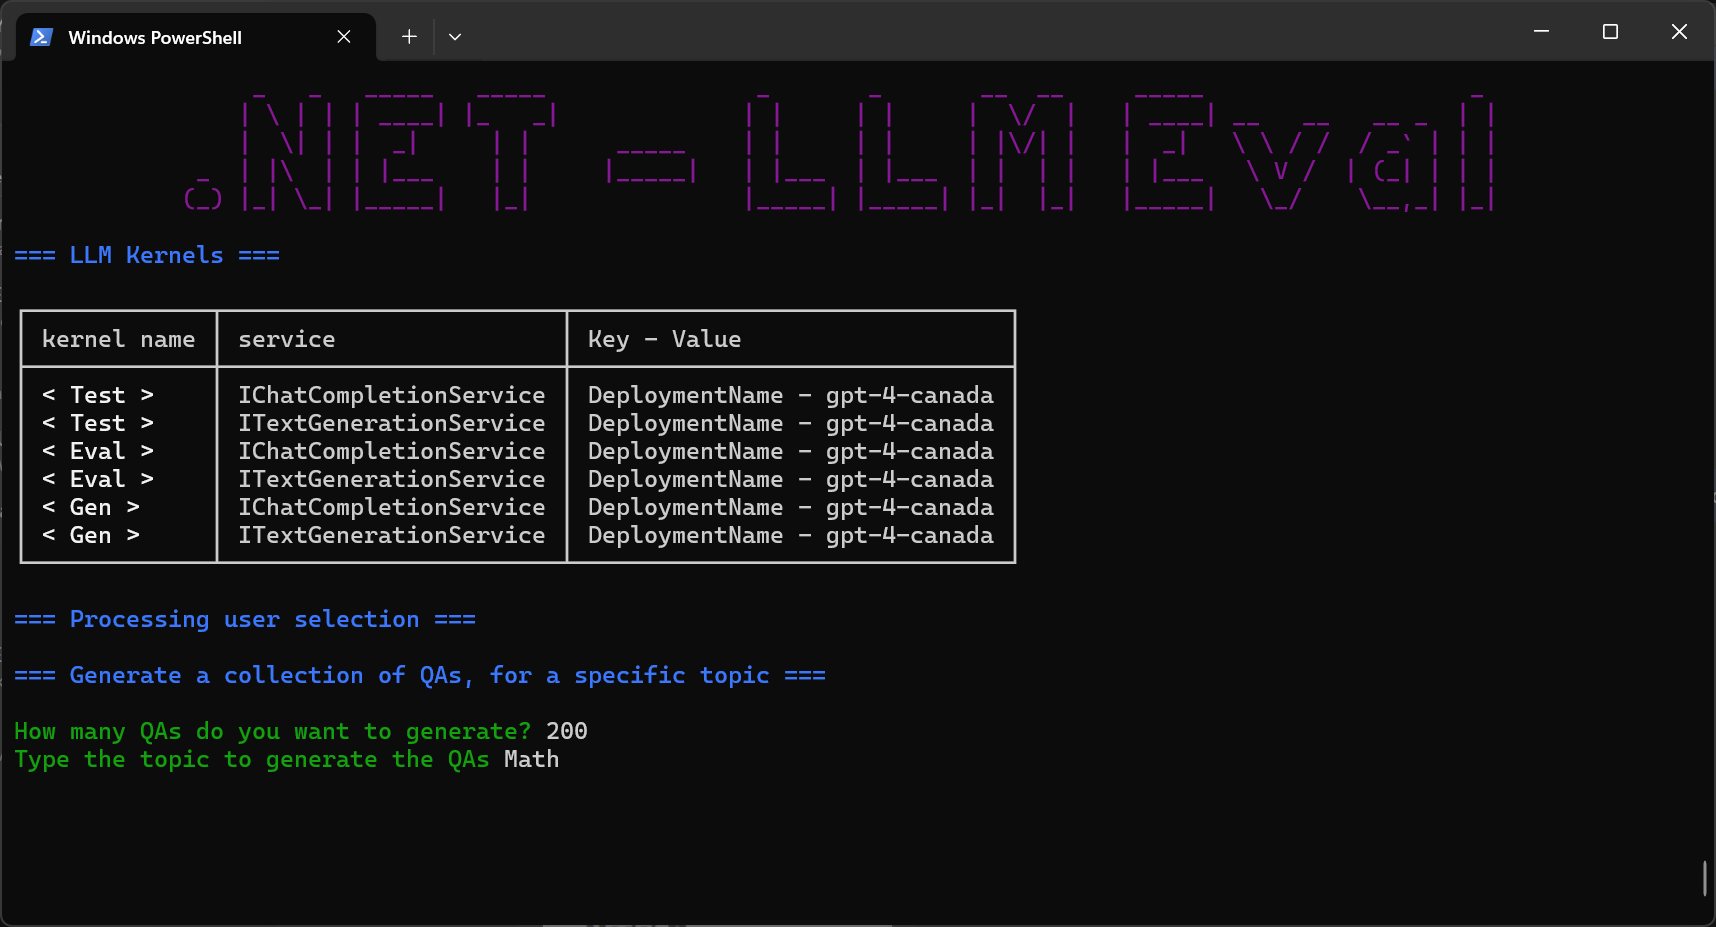 Windows PowerShell
.NET - LLM Eval
=== LLM Kernels ===
kernel name service Key - Value
< Test > IChatCompletionService DeploymentName - gpt-4-canada
< Test > ITextGenerationService DeploymentName - gpt-4-canada
< Eval > IChatCompletionService DeploymentName - gpt-4-canada
< Eval > ITextGenerationService DeploymentName - gpt-4-canada
< Gen > IChatCompletionService DeploymentName - gpt-4-canada
< Gen > ITextGenerationService DeploymentName - gpt-4-canada
=== Processing user selection ===
=== Generate a collection of QAs, for a specific topic ===
How many QAs do you want to generate? 200
Type the topic to generate the QAs Math